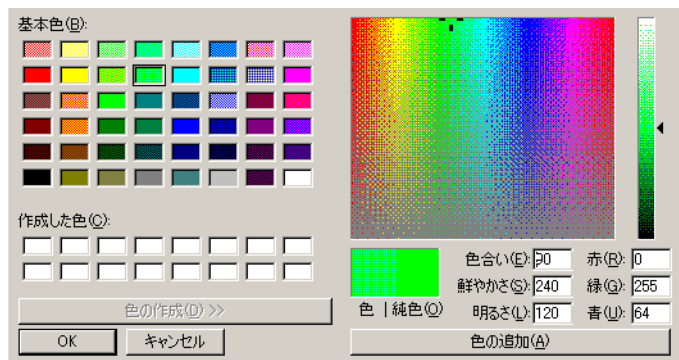 基本色(B):
作成した色(C):
色の作成(D) >>
OK
キャンセル
色 | 純色(O)
色合い(E): 90
鮮やかさ(S): 240
明るさ(L): 120
赤(R): 0
緑(G): 255
青(U): 64
色の追加(A)